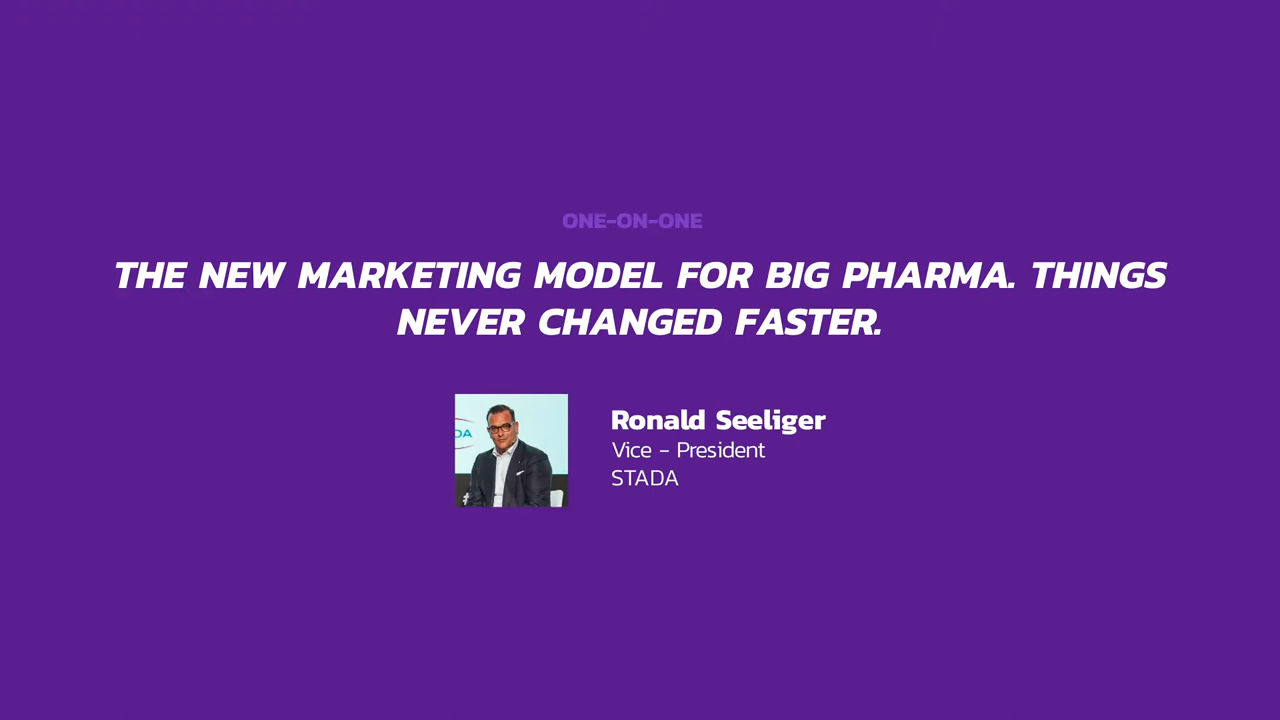 ONE-ON-ONE
THE NEW MARKETING MODEL FOR BIG PHARMA. THINGS
NEVER CHANGED FASTER.
DA
Ronald Seeliger
Vice - President
STADA